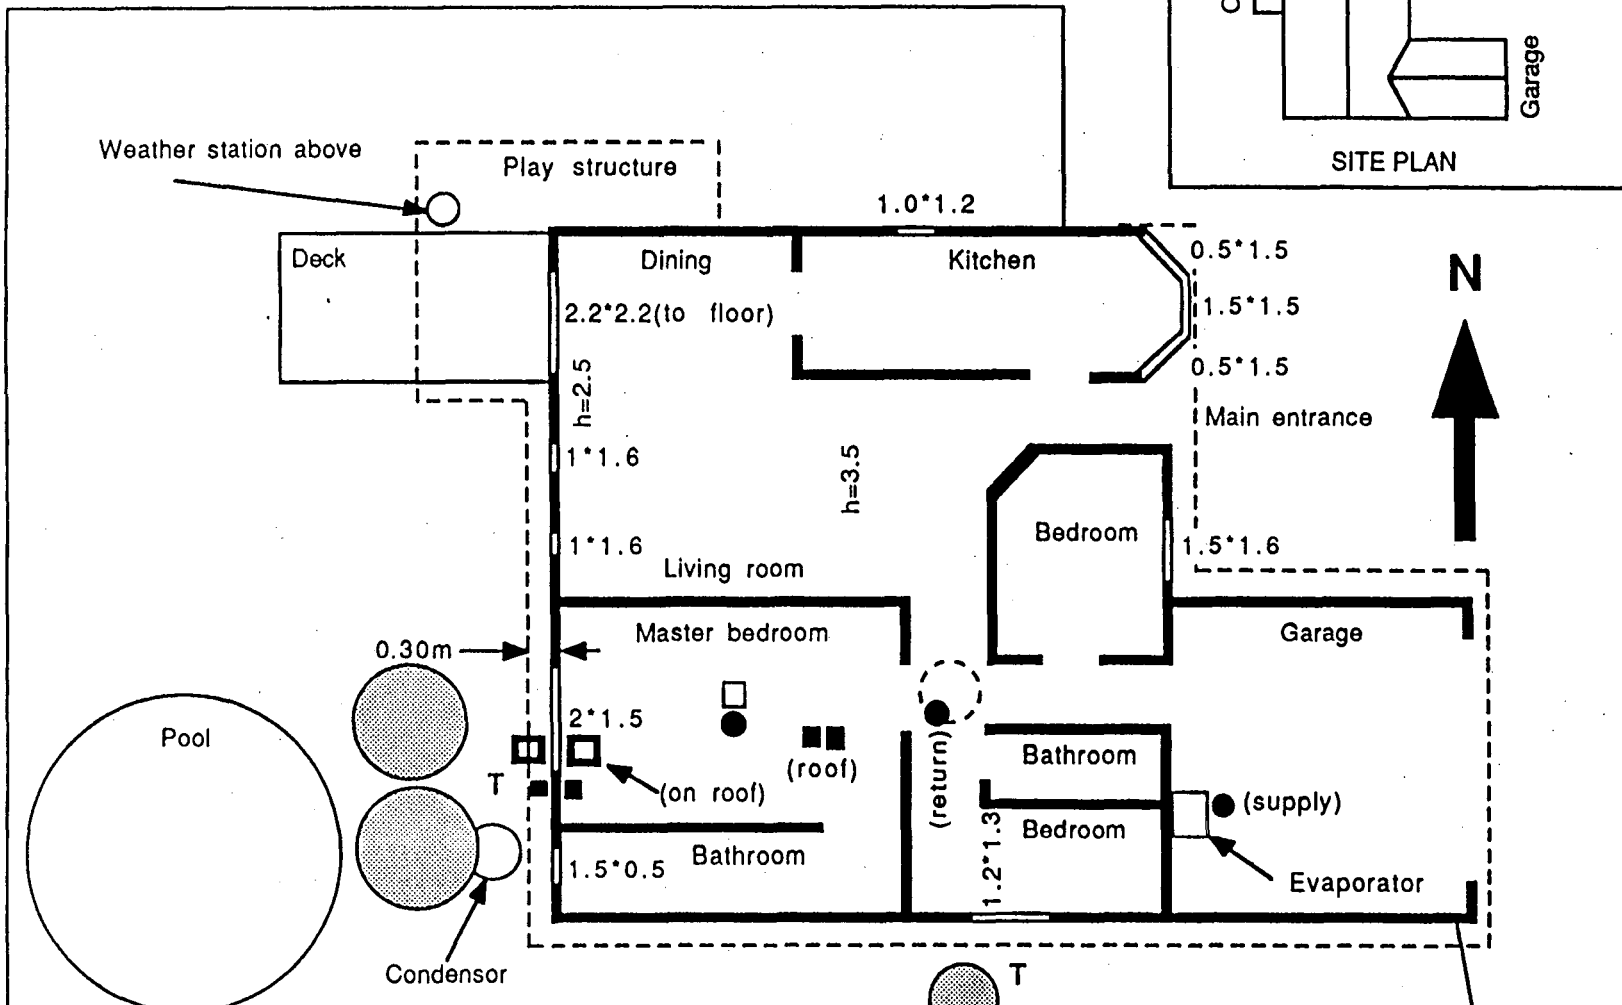 Garage
SITE PLAN
Weather station above
Play structure
1.0*1.2
Deck
Dining
Kitchen
0.5*1.5
N
2.2*2.2(to floor)
1.5*1.5
h=2.5
0.5*1.5
Main entrance
1*1.6
h=3.5
Bedroom
1*1.6
1.5*1.6
Living room
Master bedroom
Garage
0.30m
2*1.5
Pool
(roof)
(return)
Bathroom
T
(on roof)
(supply)
1.2*1.3
Bedroom
Bathroom
1.5*0.5
Evaporator
Condensor
T